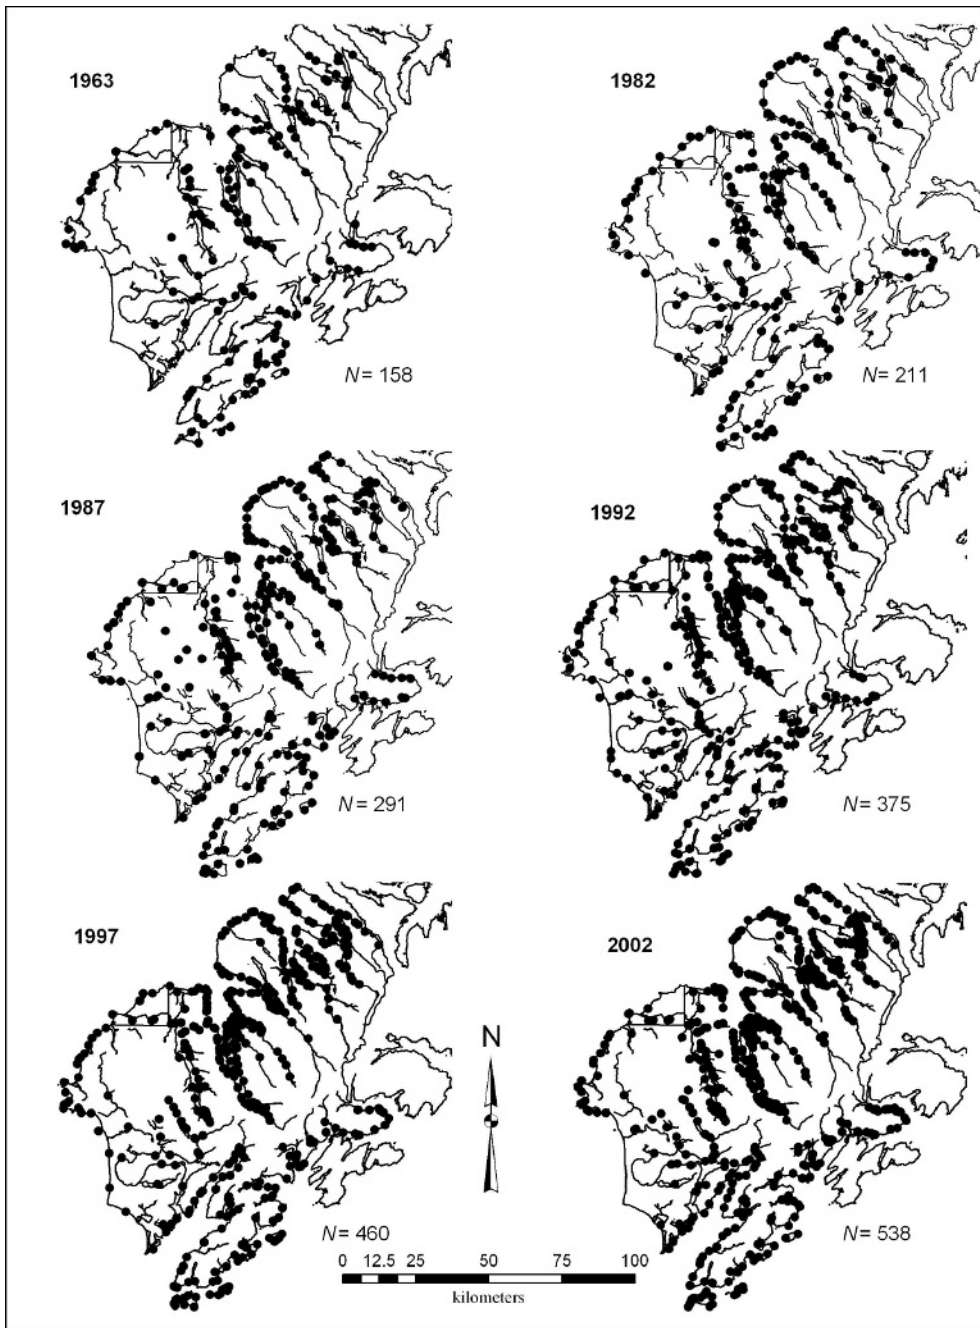 1963
N= 158
1982
N= 211
1987
N= 291
1992
N= 375
1997
N= 460
N
2002
N= 538
0 12.5 25 50 75 100
kilometers